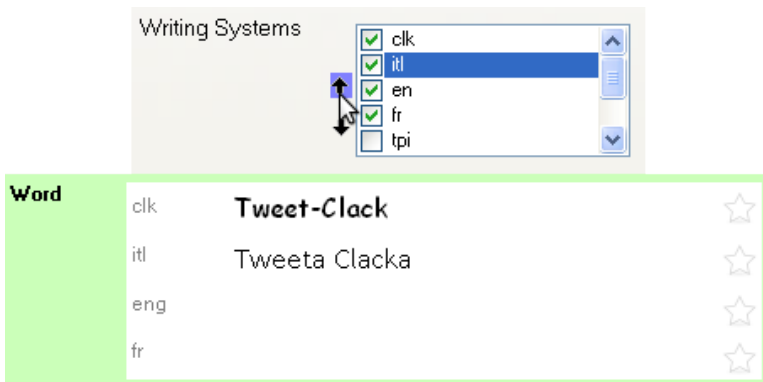 Writing Systems
clk
itl
en
fr
tpi
Word
clk Tweet-Clack
itl Tweeta Clacka
eng
fr